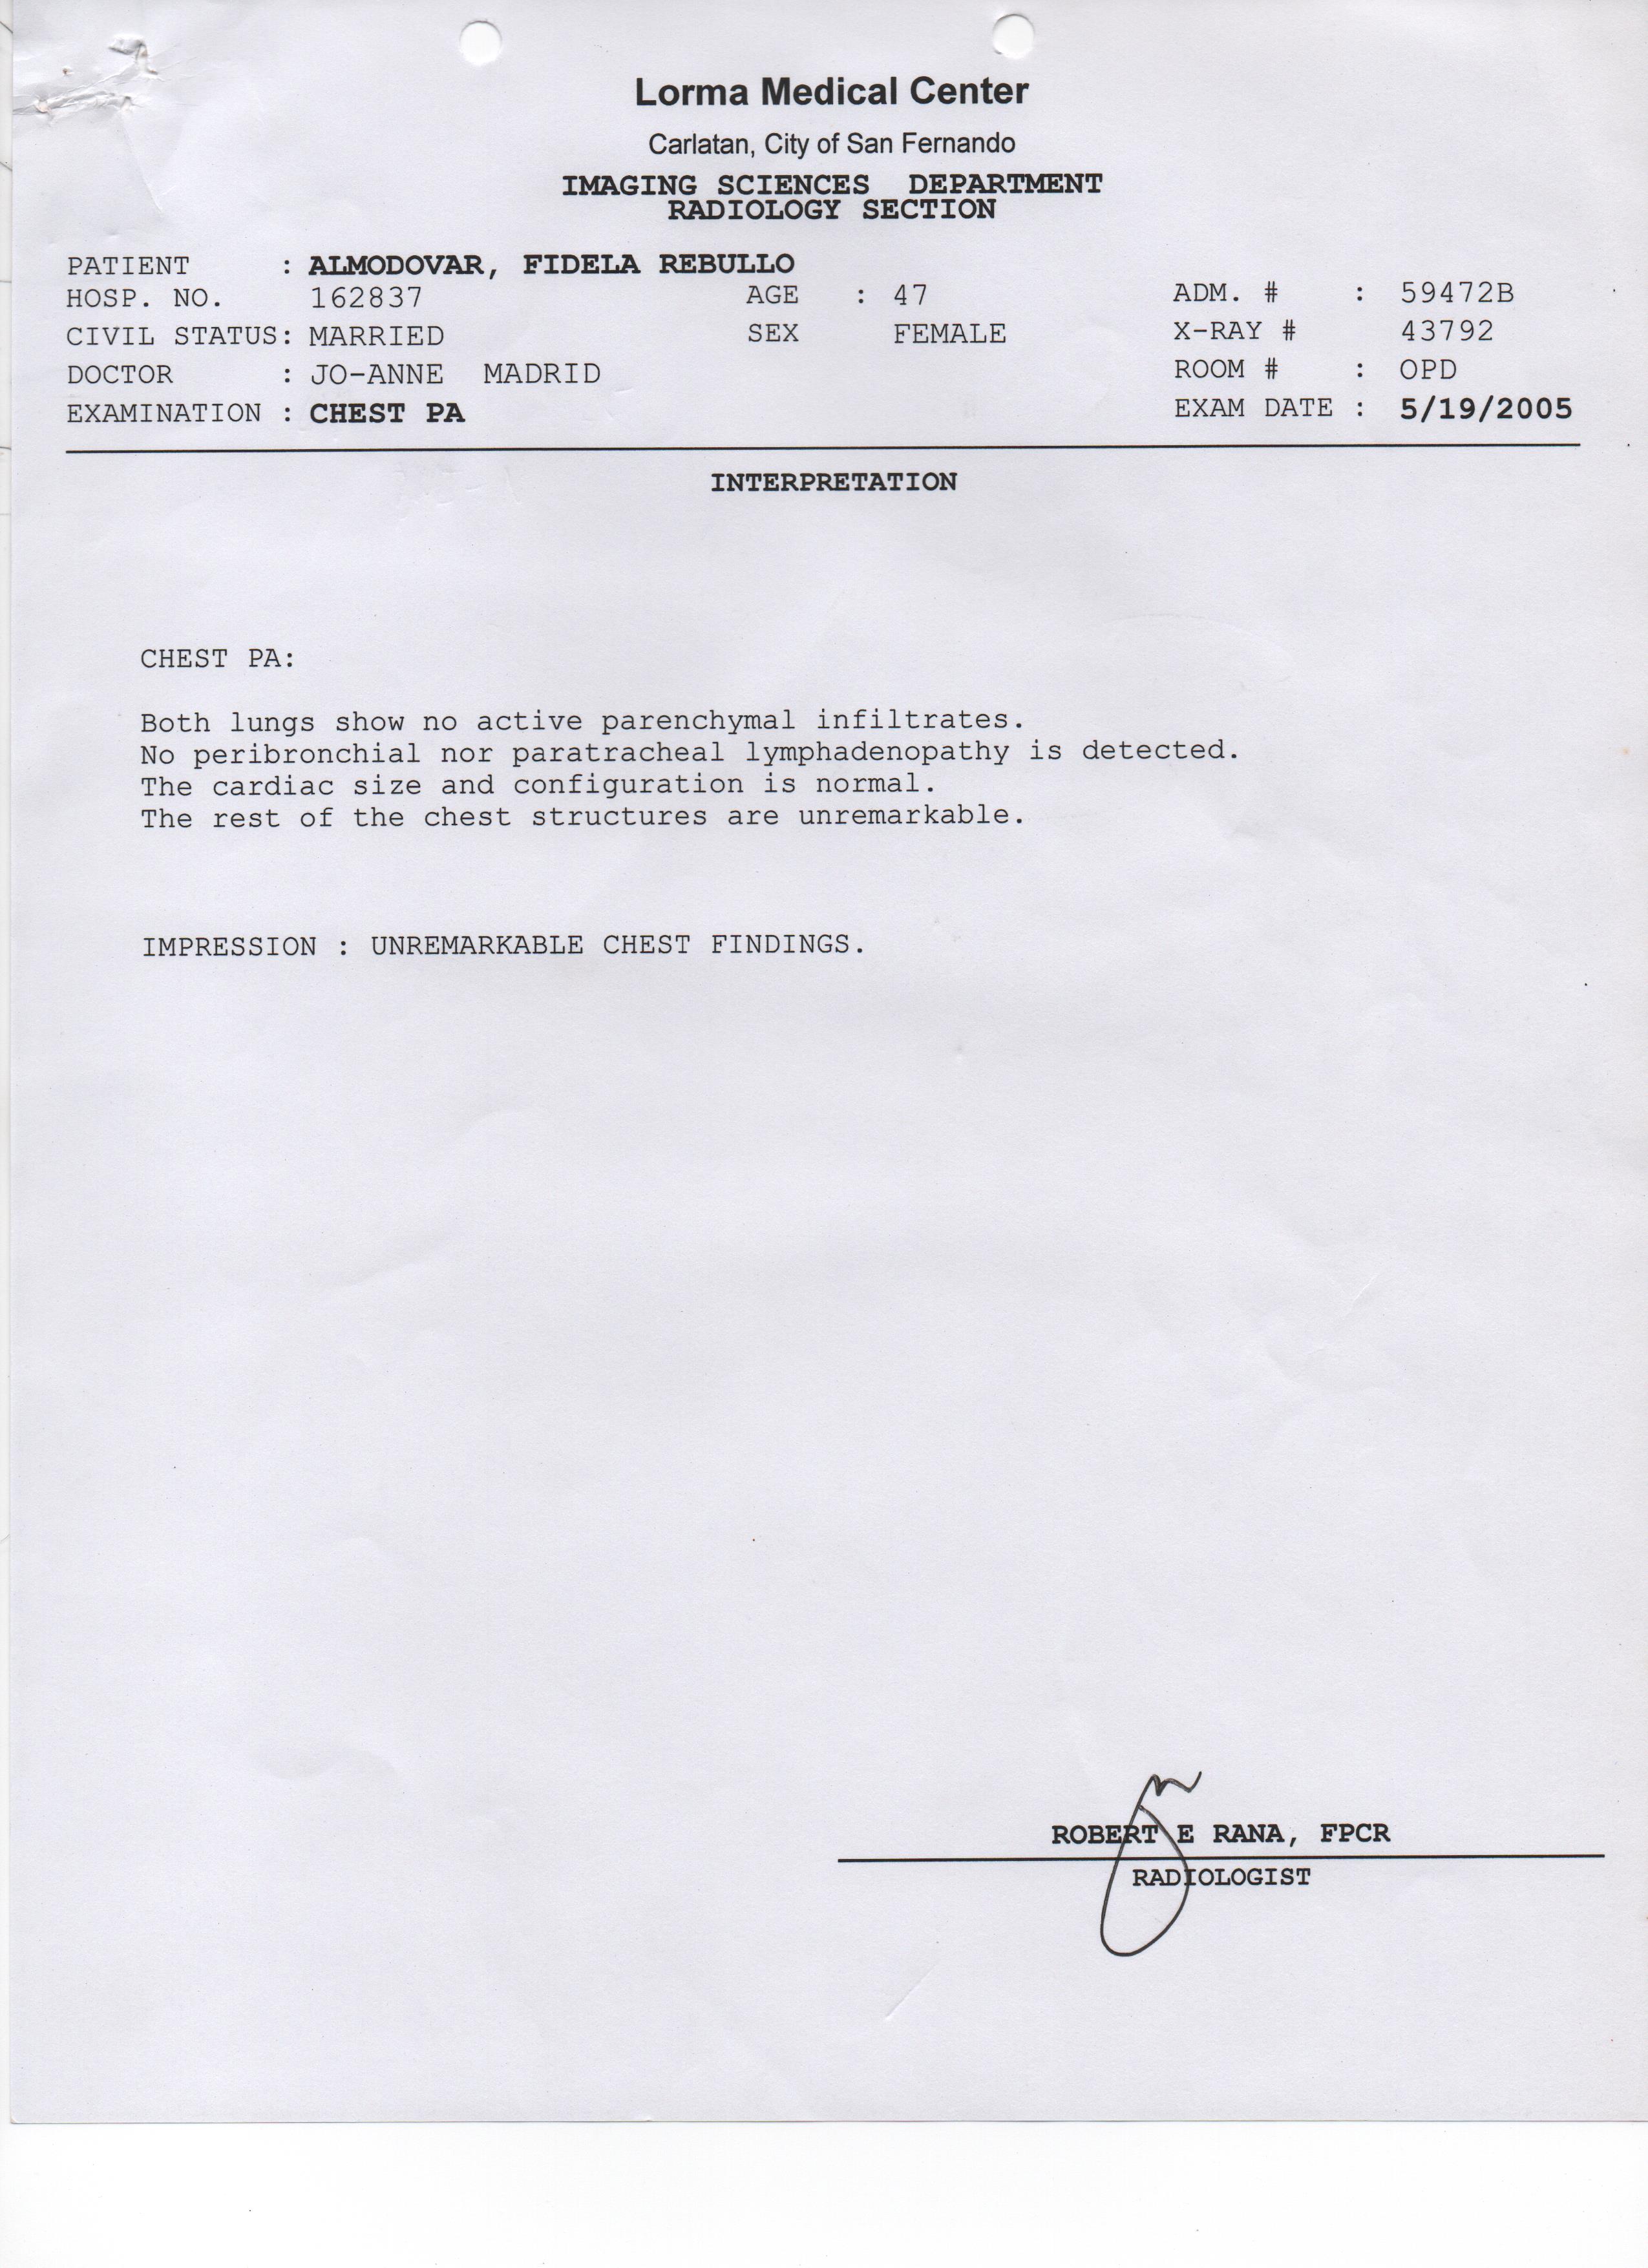 Lorma Medical Center
Carlatan, City of San Fernando
IMAGING SCIENCES DEPARTMENT
RADIOLOGY SECTION
PATIENT : ALMODOVAR, FIDELA REBULLO
HOSP. NO. 162837 AGE : 47 ADM. # : 59472B
CIVIL STATUS: MARRIED SEX FEMALE X-RAY # 43792
DOCTOR : JO-ANNE MADRID ROOM # : OPD
EXAMINATION : CHEST PA EXAM DATE : 5/19/2005
INTERPRETATION
CHEST PA:
Both lungs show no active parenchymal infiltrates.
No peribronchial nor paratracheal lymphadenopathy is detected.
The cardiac size and configuration is normal.
The rest of the chest structures are unremarkable.
IMPRESSION : UNREMARKABLE CHEST FINDINGS.
ROBERT E RANA, FPCR
RADIOLOGIST